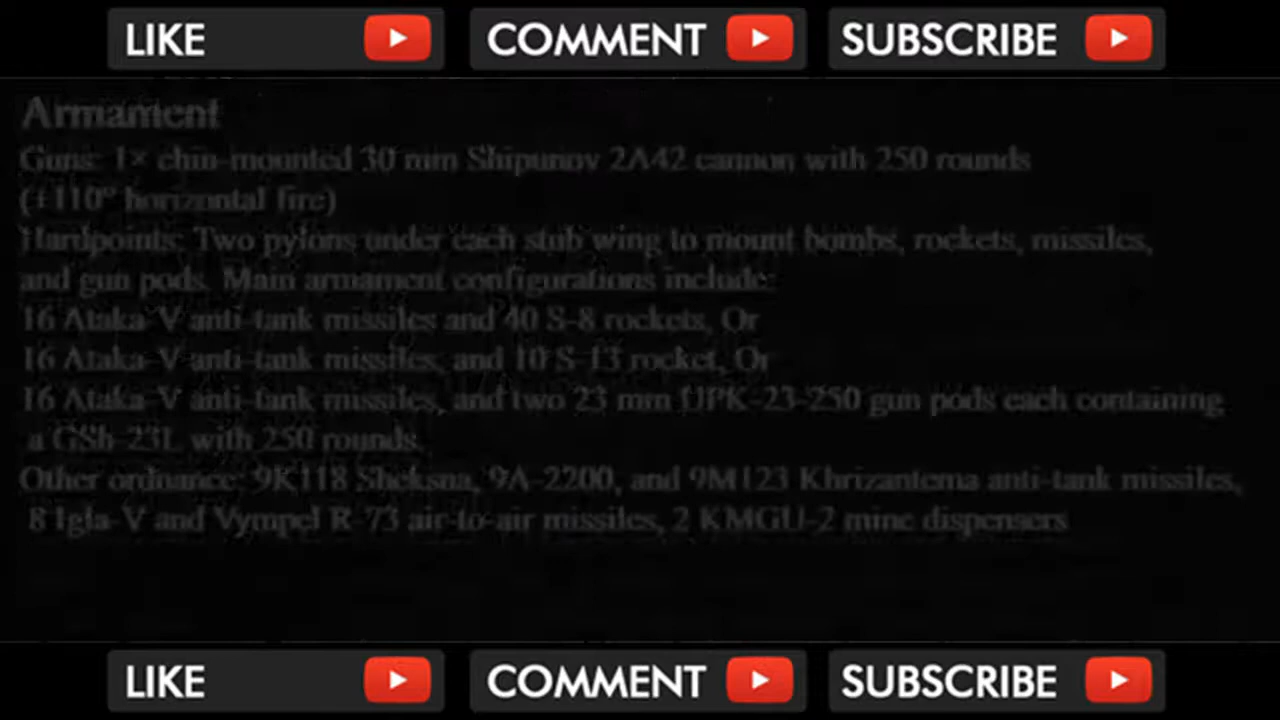 LIKE COMMENT SUBSCRIBE
Armament
Guns: 1× chin-mounted 30 mm Shipunov 2A42 cannon with 250 rounds
(±110° horizontal fire)
Hardpoints: Two pylons under each stub wing to mount bombs, rockets, missiles,
and gun pods. Main armament configurations include:
16 Ataka-V anti-tank missiles and 40 S-8 rockets, Or
16 Ataka-V anti-tank missiles, and 10 S-13 rocket, Or
16 Ataka-V anti-tank missiles, and two 23 mm UPK-23-250 gun pods each containing
a GSh-23L with 250 rounds.
Other ordnance: 9K118 Sheksna, 9A-2200, and 9M123 Khrizantema anti-tank missiles,
8 Igla-V and Vympel R-73 air-to-air missiles, 2 KMGU-2 mine dispensers
LIKE COMMENT SUBSCRIBE